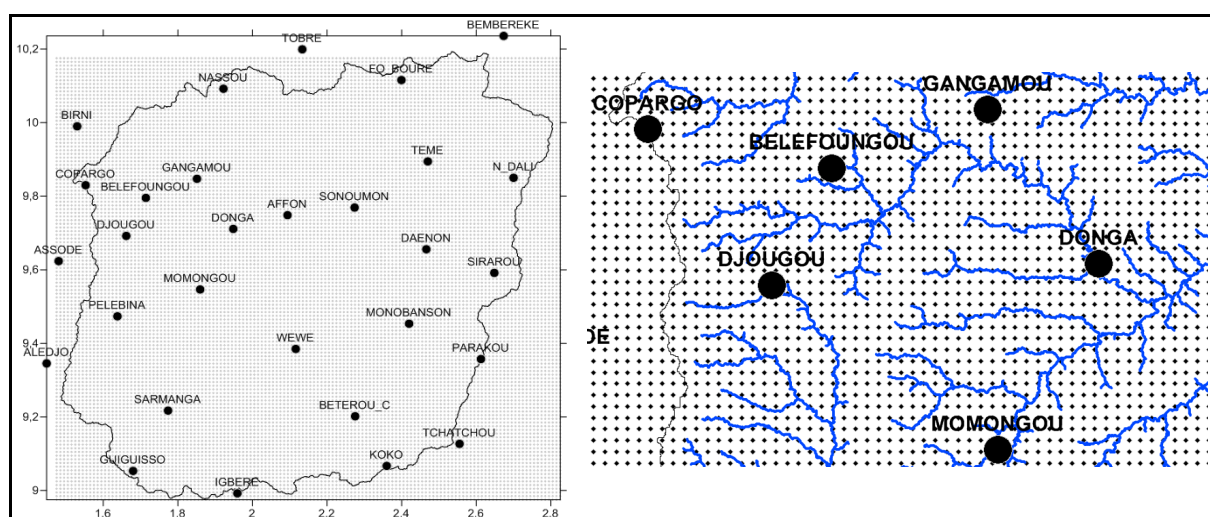 BEMBEREKE
TOBRE
10,2
NASSOU
FO_BOURE
BIRNI
10
TEME
GANGAMOU
N_DALI
COPARGO
BELEFOUNGOU
9,8
SONOUMON
AFFON
DJOUGOU
DONGA
DAENON
ASSODE
SIRAROU
9,6
MOMONGOU
PELEBINA
MONOBANSON
WEWE
9,4
ALEDJO
PARAKOU
SARMANGA
BETEROU_C
9,2
TCHATCHOU
GUIGUISSO
KOKO
9
IGBERE
1.6
1.8
2
2.2
2.4
2.6
2.8
GANGAMOU
COPARGO
BELEFOUNGOU
DONGA
DJOUGOU
DE
MOMONGOU